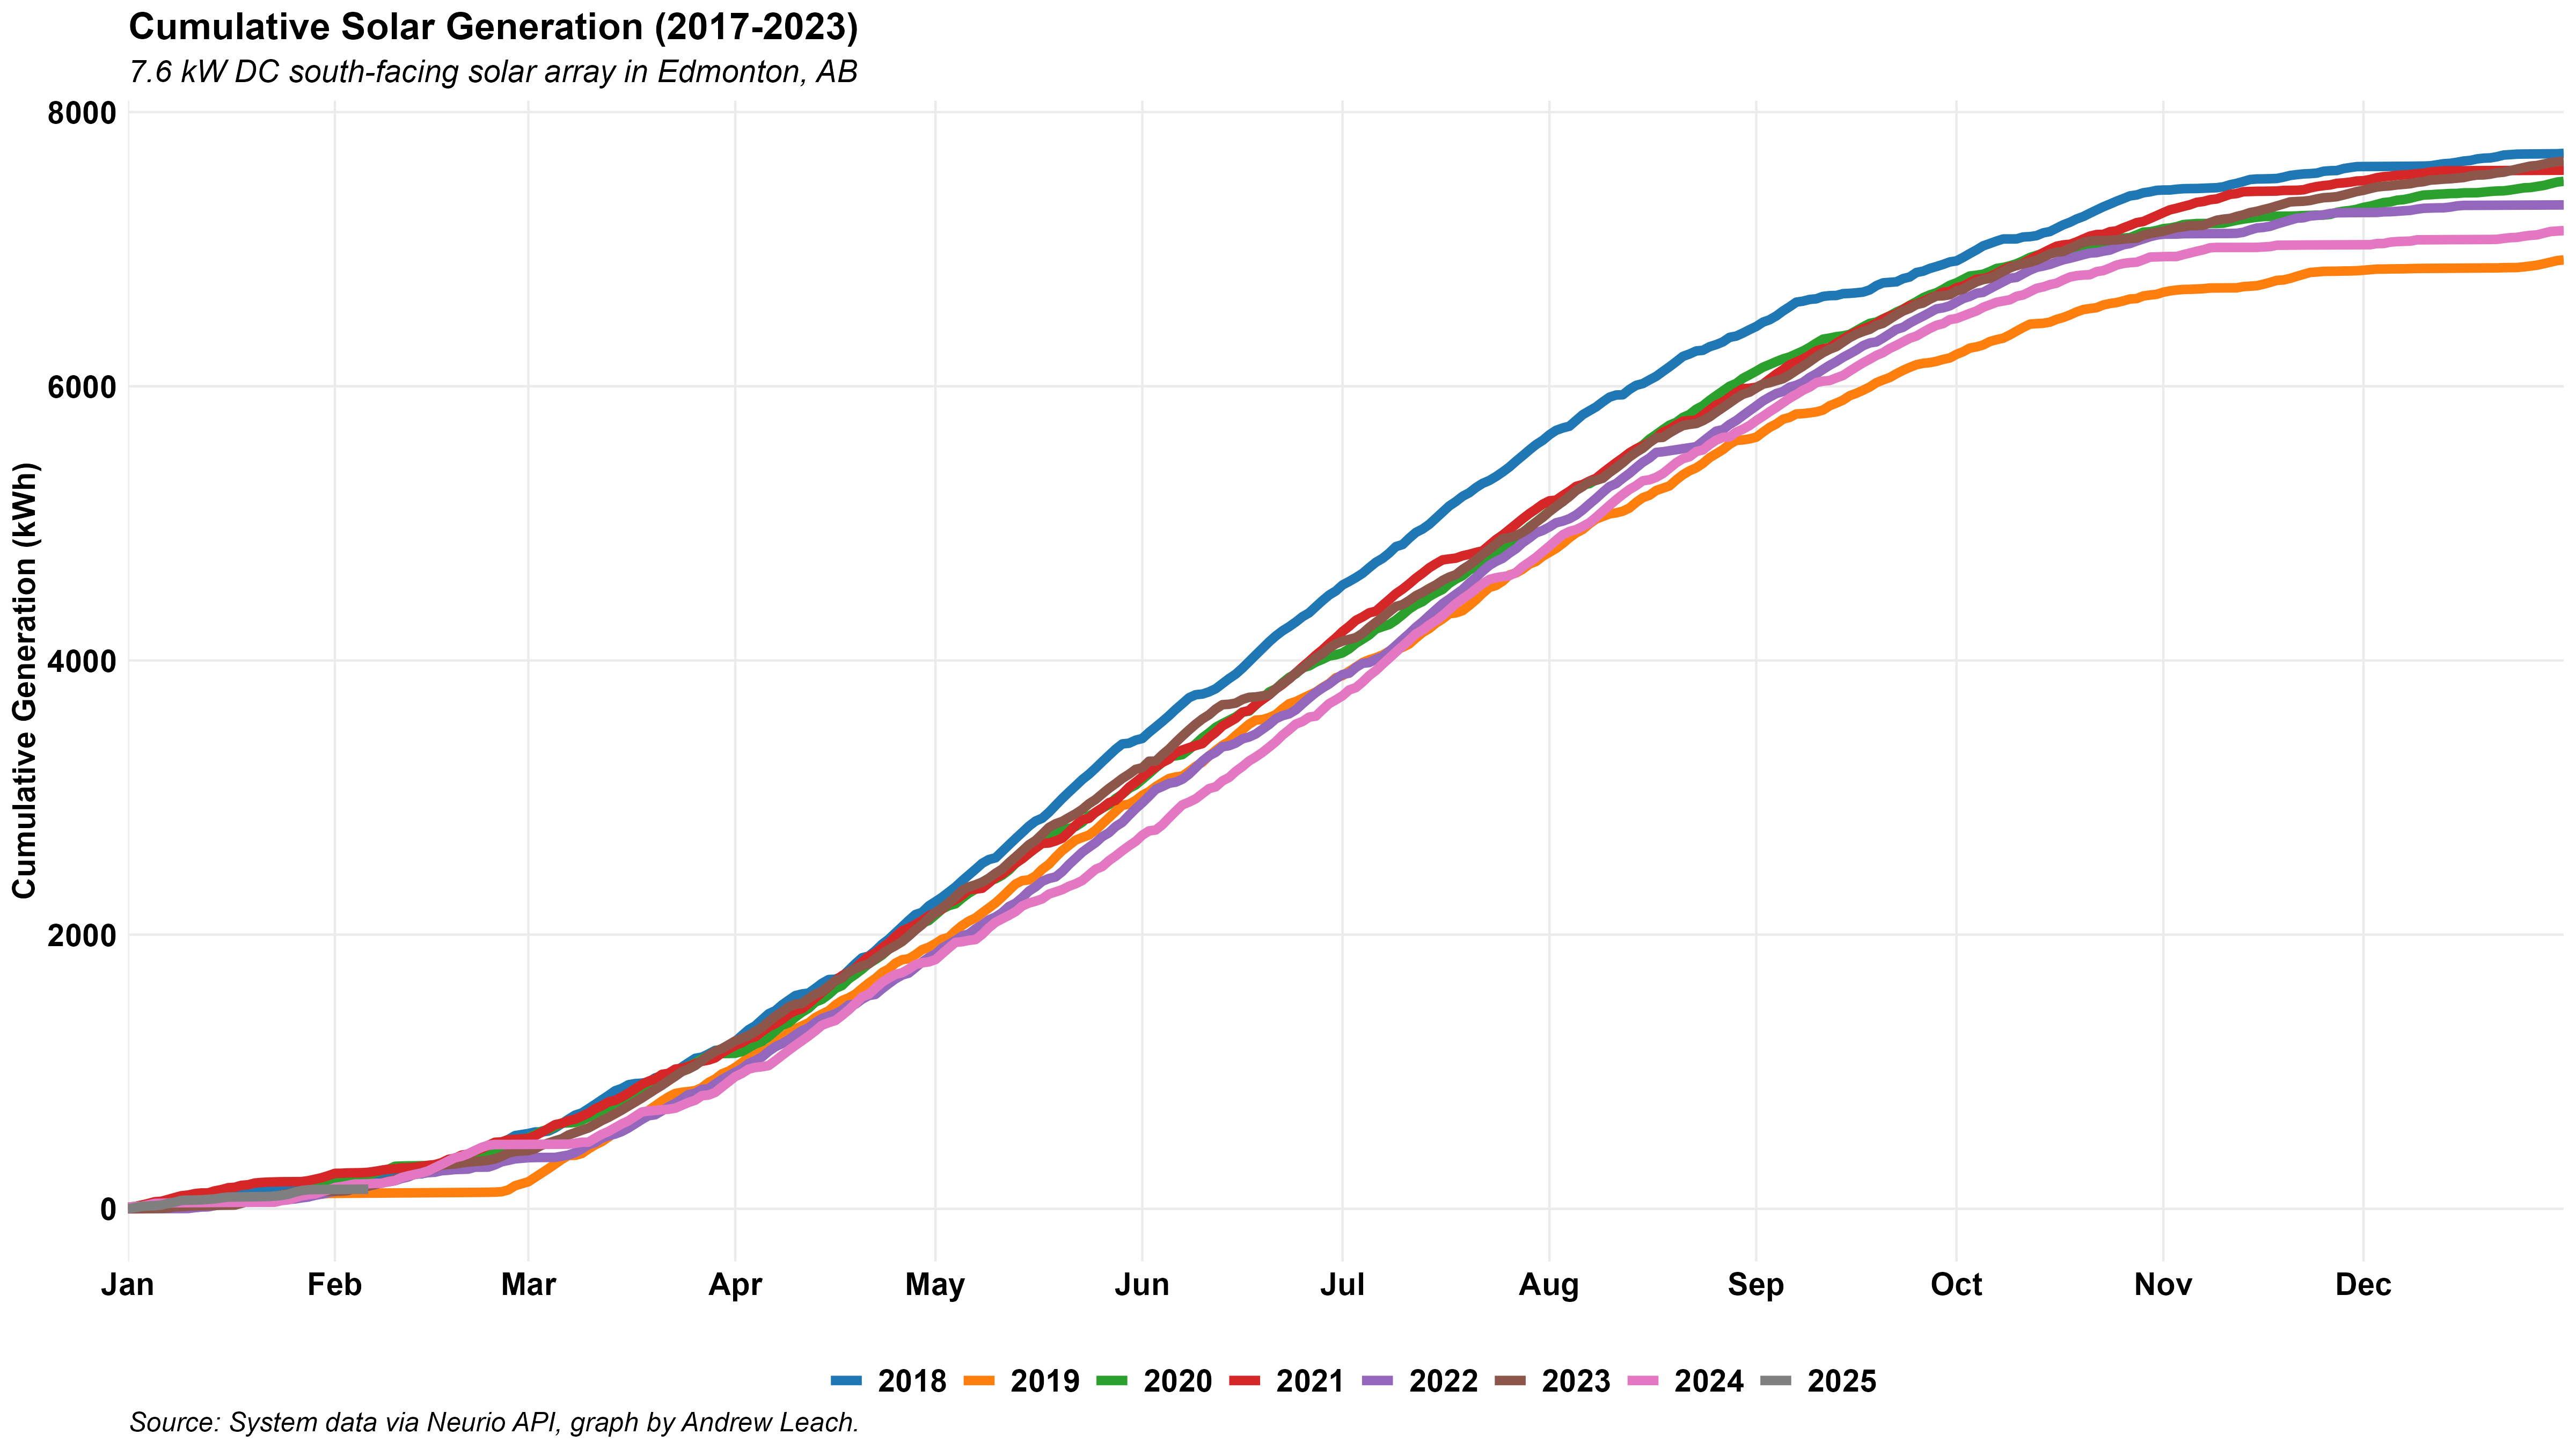 Cumulative Solar Generation (2017-2023)
7.6 kW DC south-facing solar array in Edmonton, AB
Cumulative Generation (kWh)
8000
6000
4000
2000
0
Jan Feb Mar Apr May Jun Jul Aug Sep Oct Nov Dec
2018 2019 2020 2021 2022 2023 2024 2025
Source: System data via Neurio API, graph by Andrew Leach.